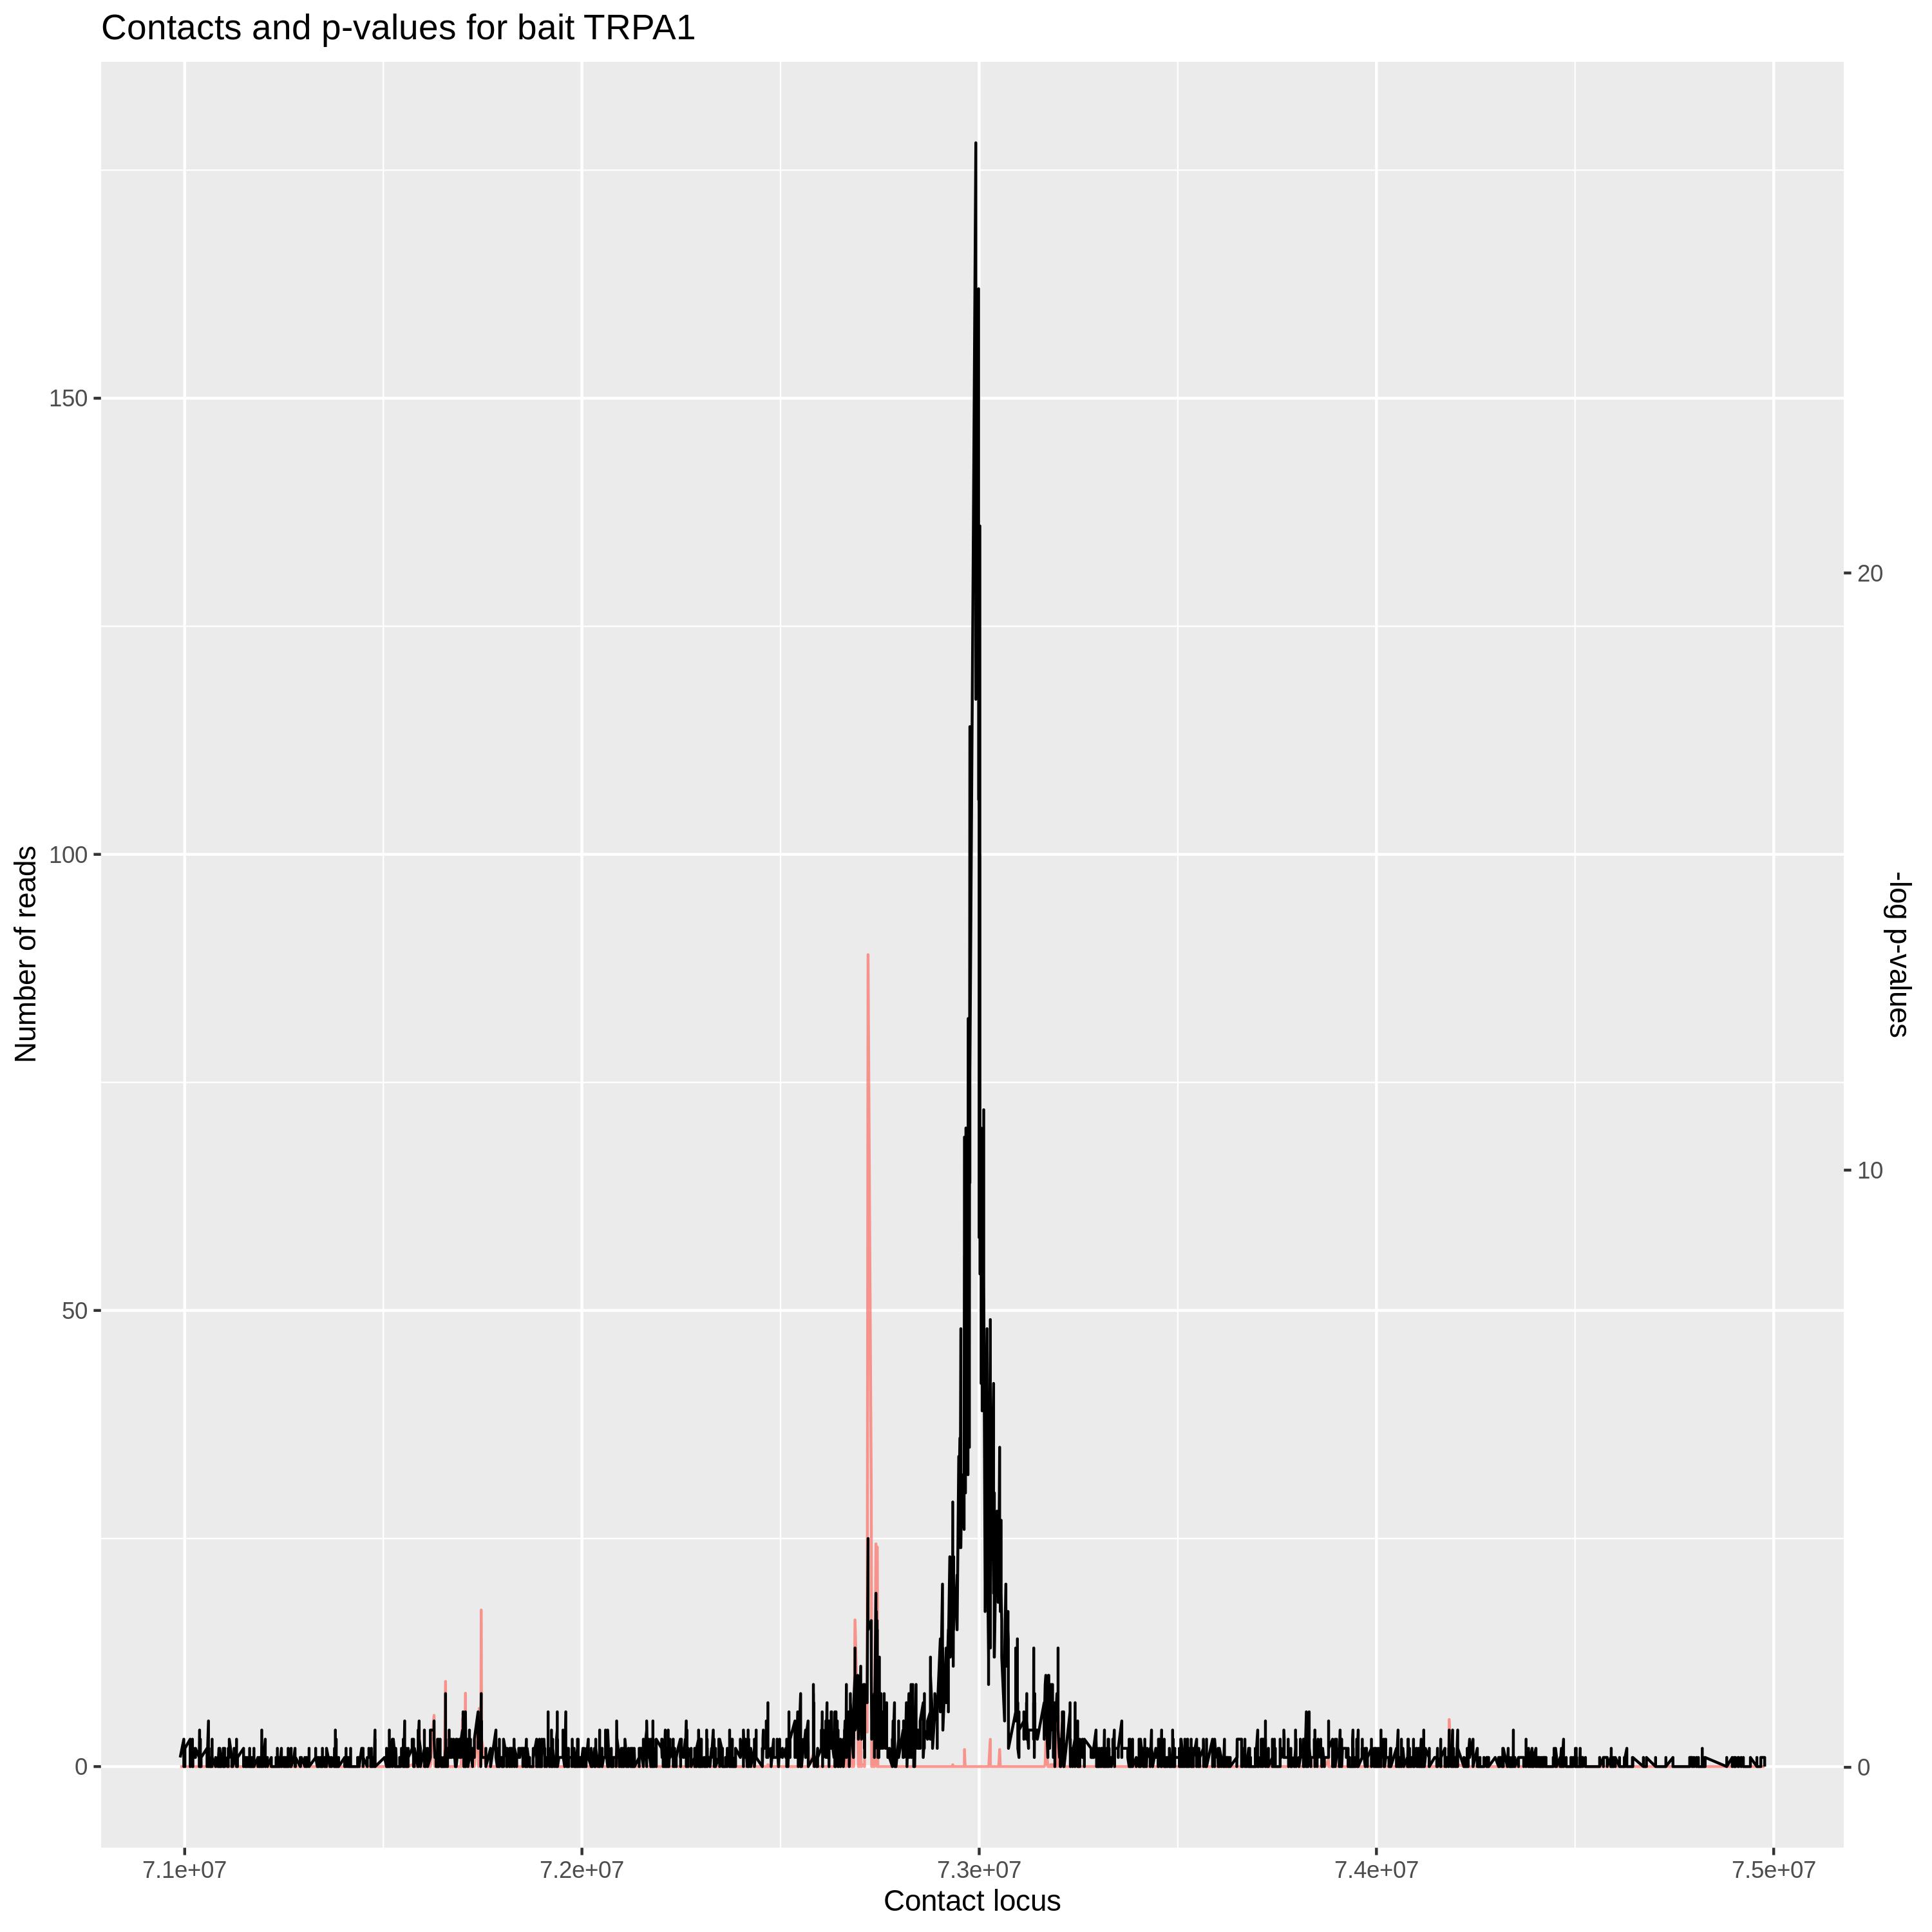 Contacts and p-values for bait TRPA1
Number of reads
150
100
50
0
20
10
0
-log p-values
7.1e+07 7.2e+07 7.3e+07 7.4e+07 7.5e+07
Contact locus